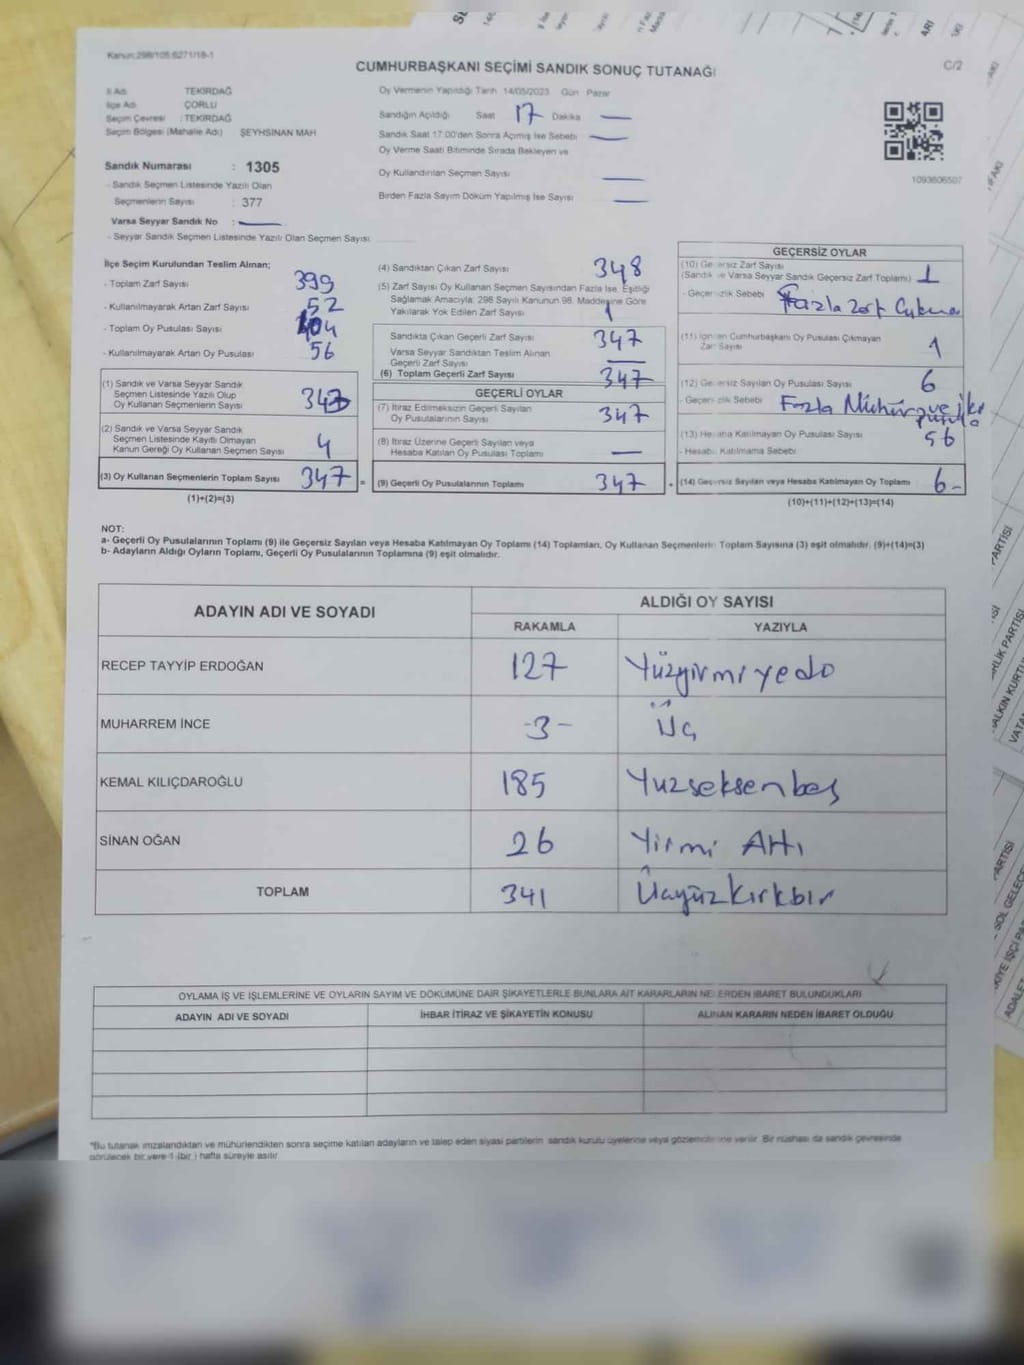 Kanun:298/105:6271/18-1
CUMHURBAŞKANI SEÇİMİ SANDIK SONUÇ TUTANAĞI
C/2
İl Adı TEKİRDAĞ
İlçe Adı ÇORLU
Seçim Çevresi : TEKİRDAĞ
Seçim Bölgesi (Mahalle Adı) ŞEYHSİNAN MAH
Sandık Numarası : 1305
- Sandık Seçmen Listesinde Yazılı Olan
Seçmenlerin Sayısı : 377
Varsa Seyyar Sandık No :
- Seyyar Sandık Seçmen Listesinde Yazılı Olan Seçmen Sayısı
Oy Vermenin Yapıldığı Tarih 14/05/2023 Gün Pazar
Sandığın Açıldığı Saat 17 Dakika —
Sandık Saat 17:00'den Sonra Açmış İse Sebebi —
Oy Verme Saati Bitiminde Sırada Bekleyen ve
Oy Kullandırılan Seçmen Sayısı —
Birden Fazla Sayım Döküm Yapılmış İse Sayısı —
1093606507
İlçe Seçim Kurulundan Teslim Alınan;
- Toplam Zarf Sayısı 399
- Kullanılmayarak Artan Zarf Sayısı 52
- Toplam Oy Pusulası Sayısı 404
- Kullanılmayarak Artan Oy Pusulası 56
(1) Sandık ve Varsa Seyyar Sandık
Seçmen Listesinde Yazılı Olup
Oy Kullanan Seçmenlerin Sayısı
(2) Sandık ve Varsa Seyyar Sandık
Seçmen Listesinde Kayıtlı Olmayan
Kanun Gereği Oy Kullanan Seçmen Sayısı 4
(3) Oy Kullanan Seçmenlerin Toplam Sayısı 347
(1)+(2)=(3)
(4) Sandıktan Çıkan Zarf Sayısı 348
(5) Zarf Sayısı Oy Kullanan Seçmen Sayısından Fazla İse, Eşitliği
Sağlamak Amacıyla; 298 Sayılı Kanunun 98. Maddesine Göre
Yakılarak Yok Edilen Zarf Sayısı 1
Sandıkta Çıkan Geçerli Zarf Sayısı 347
Varsa Seyyar Sandıktan Teslim Alınan
Geçerli Zarf Sayısı —
(6) Toplam Geçerli Zarf Sayısı 347
GEÇERLİ OYLAR
(7) İtiraz Edilmeksizin Geçerli Sayılan
Oy Pusulalarının Sayısı 347
(8) İtiraz Üzerine Geçerli Sayılan veya
Hesaba Katılan Oy Pusulası Toplamı —
= (9) Geçerli Oy Pusulalarının Toplamı 347
GEÇERSİZ OYLAR
(10) Geçersiz Zarf Sayısı
(Sandık ve Varsa Seyyar Sandık Geçersiz Zarf Toplamı) 1
- Geçersizlik Sebebi Fazla Zarf Çıkma
(11) İçinden Cumhurbaşkanı Oy Pusulası Çıkmayan
Zarf Sayısı 1
(12) Geçersiz Sayılan Oy Pusulası Sayısı 6
- Geçersizlik Sebebi Fazla Mühür ve iki
pusula
(13) Hesaba Katılmayan Oy Pusulası Sayısı 56
- Hesaba Katılmama Sebebi
+ (14) Geçersiz Sayılan veya Hesaba Katılmayan Oy Toplamı 6-
(10)+(11)+(12)+(13)=(14)
NOT:
a- Geçerli Oy Pusulalarının Toplamı (9) ile Geçersiz Sayılan veya Hesaba Katılmayan Oy Toplamı (14) Toplamları, Oy Kullanan Seçmenlerin Toplam Sayısına (3) eşit olmalıdır. (9)+(14)=(3)
b- Adayların Aldığı Oyların Toplamı, Geçerli Oy Pusulalarının Toplamına (9) eşit olmalıdır.
ADAYIN ADI VE SOYADI ALDIĞI OY SAYISI
RAKAMLA YAZIYLA
RECEP TAYYİP ERDOĞAN 127 Yüzyirmiyedo
MUHARREM İNCE -3- Üç
KEMAL KILIÇDAROĞLU 185 Yuzseksenbeş
SİNAN OĞAN 26 Yirmi Altı
TOPLAM 341 Üçyüzkırkbir
OYLAMA İŞ VE İŞLEMLERİNE VE OYLARIN SAYIM VE DÖKÜMÜNE DAİR ŞİKAYETLERLE BUNLARA AİT KARARLARIN NELERDEN İBARET BULUNDUKLARI
ADAYIN ADI VE SOYADI İHBAR İTİRAZ VE ŞİKAYETİN KONUSU ALINAN KARARIN NEDEN İBARET OLDUĞU
*Bu tutanak imzalandıktan ve mühürlendikten sonra seçime katılan adayların ve talep eden siyasi partilerin sandık kurulu üyelerine veya gözlemcilerine verilir. Bir nüshası da sandık çevresinde
görülecek bir yere 1 (bir) hafta süreyle asılır.